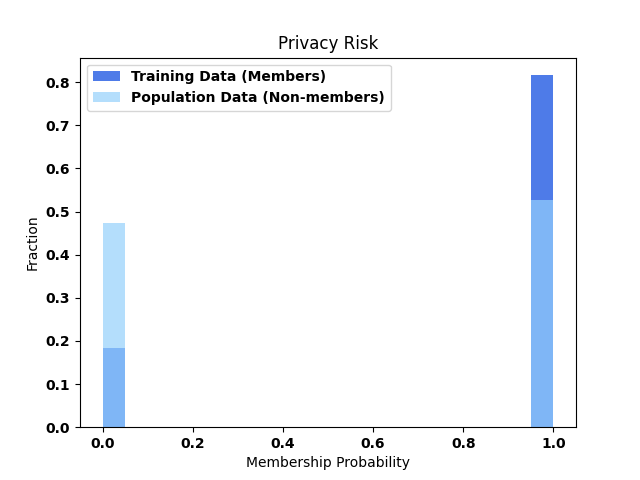 Privacy Risk
Training Data (Members)
Population Data (Non-members)
0.8
0.7
0.6
0.5
0.4
0.3
0.2
0.1
0.0
Fraction
0.0 0.2 0.4 0.6 0.8 1.0
Membership Probability